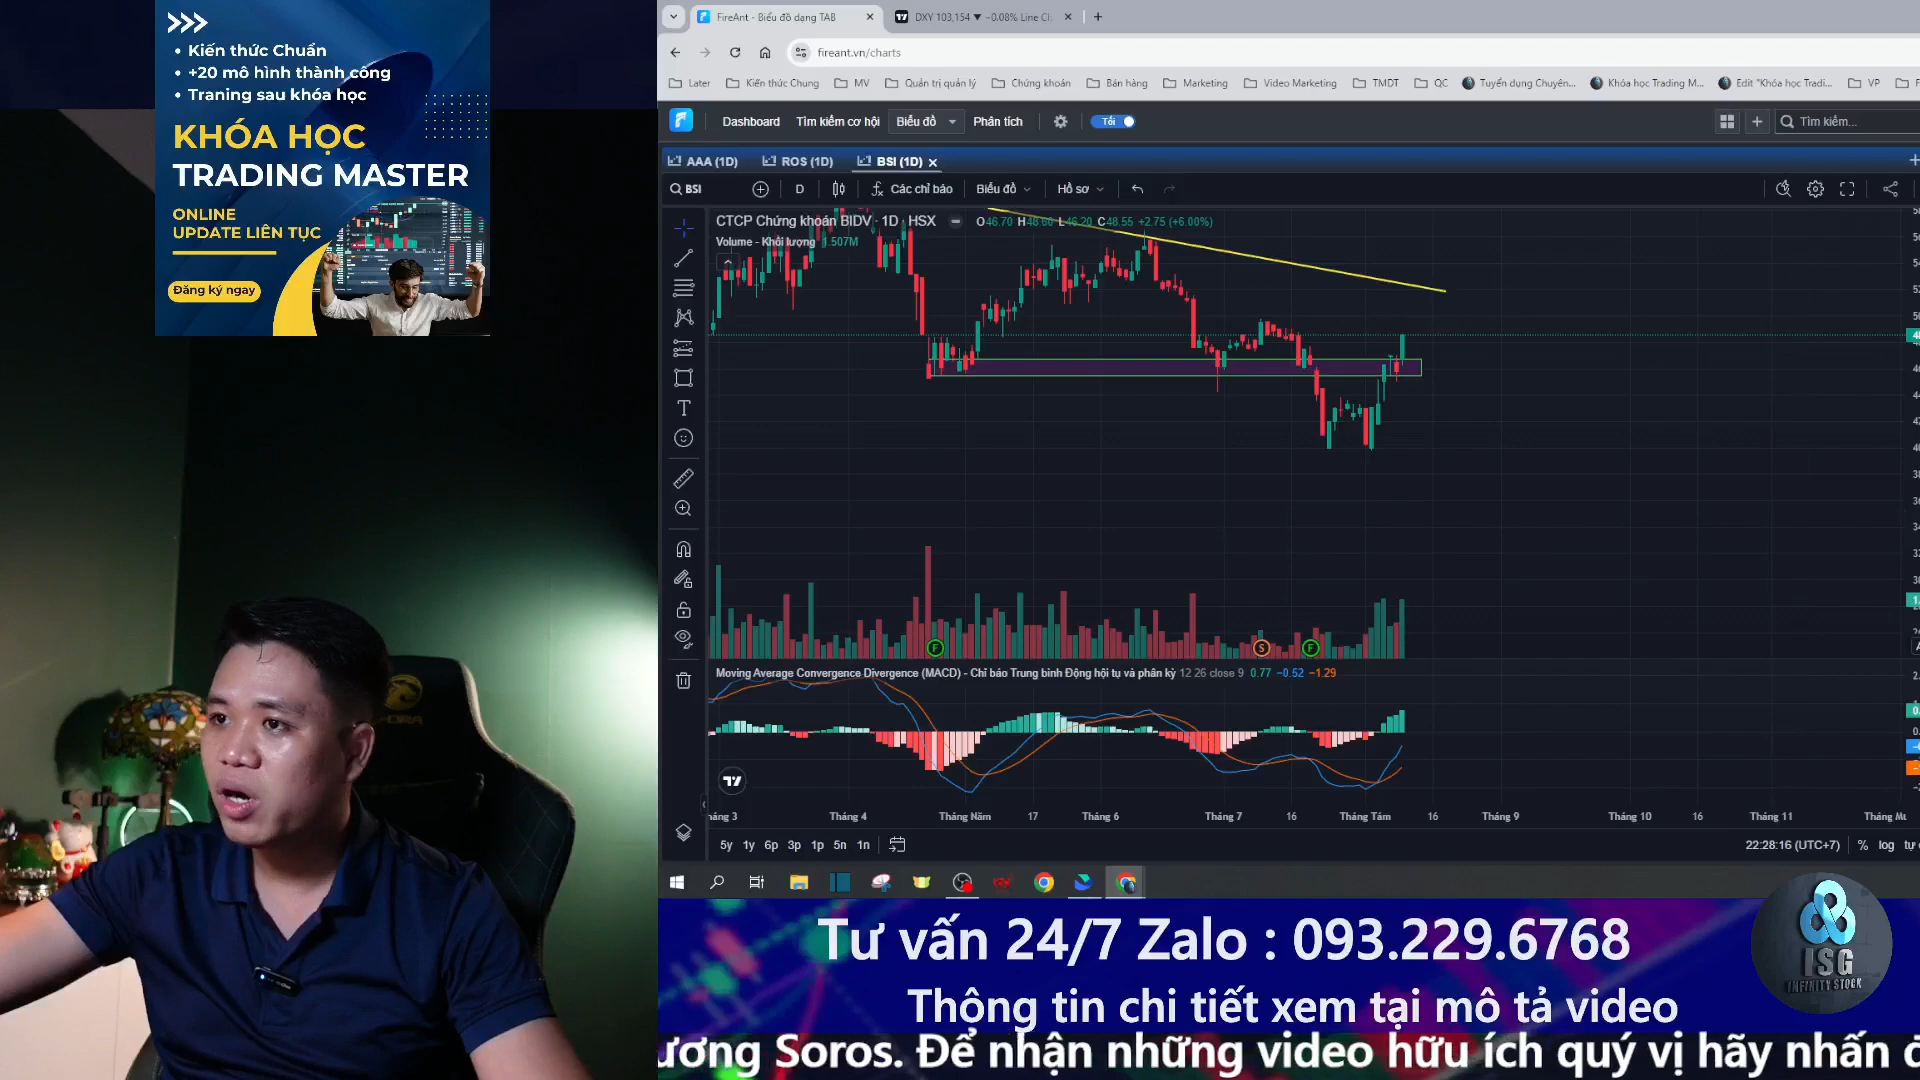 • Kiến thức Chuẩn
• +20 mô hình thành công
• Traning sau khóa học
KHÓA HỌC
TRADING MASTER
ONLINE
UPDATE LIÊN TỤC
Đăng ký ngay
FireAnt - Biểu đồ dạng TAB
DXY 103,154 ▼ −0.08% Line C
fireant.vn/charts
Later
Kiến thức Chung
MV
Quản trị quản lý
Chứng khoán
Bán hàng
Marketing
Video Marketing
TMDT
QC
Tuyển dụng Chuyên...
Khóa học Trading M...
Edit "Khóa học Tradi...
VP
Dashboard
Tìm kiếm cơ hội
Biểu đồ
Phân tích
Tối
Tìm kiếm...
AAA (1D)
ROS (1D)
BSI (1D)
BSI
D
Các chỉ báo
Biểu đồ
Hồ sơ
CTCP Chứng khoán BIDV · 1D · HSX
O46.70 H48.60 L46.20 C48.55 +2.75 (+6.00%)
Volume - Khối lượng 1.507M
F
S
F
Moving Average Convergence Divergence (MACD) - Chỉ báo Trung bình Động hội tụ và phân kỳ 12 26 close 9 0.77 −0.52 −1.29
Tháng 4
Tháng Năm
17
Tháng 6
Tháng 7
16
Tháng Tám
16
Tháng 9
Tháng 10
16
Tháng 11
5y
1y
6p
3p
1p
5n
1n
22:28:16 (UTC+7)
%
log
Tư vấn 24/7 Zalo : 093.229.6768
Thông tin chi tiết xem tại mô tả video
ương Soros. Để nhận những video hữu ích quý vị hãy nhấn
ISG
INFINITY STOCK